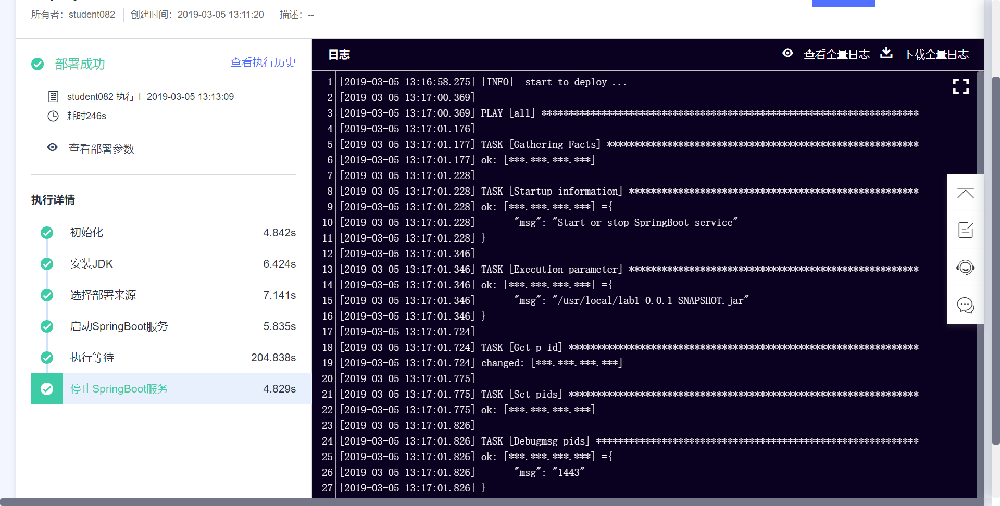 所有者：student082 创建时间：2019-03-05 13:11:20 描述：--
部署成功 查看执行历史
student082 执行于 2019-03-05 13:13:09
耗时246s
查看部署参数
执行详情
初始化 4.842s
安装JDK 6.424s
选择部署来源 7.141s
启动SpringBoot服务 5.835s
执行等待 204.838s
停止SpringBoot服务 4.829s
日志 查看全量日志 下载全量日志
1 [2019-03-05 13:16:58.275] [INFO]  start to deploy ...
2 [2019-03-05 13:17:00.369]
3 [2019-03-05 13:17:00.369] PLAY [all] *********************************************************************
4 [2019-03-05 13:17:01.176]
5 [2019-03-05 13:17:01.177] TASK [Gathering Facts] *********************************************************
6 [2019-03-05 13:17:01.177] ok: [***.***.***.***]
7 [2019-03-05 13:17:01.228]
8 [2019-03-05 13:17:01.228] TASK [Startup information] *****************************************************
9 [2019-03-05 13:17:01.228] ok: [***.***.***.***] ={
10 [2019-03-05 13:17:01.228]       "msg": "Start or stop SpringBoot service"
11 [2019-03-05 13:17:01.228] }
12 [2019-03-05 13:17:01.346]
13 [2019-03-05 13:17:01.346] TASK [Execution parameter] *****************************************************
14 [2019-03-05 13:17:01.346] ok: [***.***.***.***] ={
15 [2019-03-05 13:17:01.346]       "msg": "/usr/local/lab1-0.0.1-SNAPSHOT.jar"
16 [2019-03-05 13:17:01.346] }
17 [2019-03-05 13:17:01.724]
18 [2019-03-05 13:17:01.724] TASK [Get p_id] ****************************************************************
19 [2019-03-05 13:17:01.724] changed: [***.***.***.***]
20 [2019-03-05 13:17:01.775]
21 [2019-03-05 13:17:01.775] TASK [Set pids] ****************************************************************
22 [2019-03-05 13:17:01.775] ok: [***.***.***.***]
23 [2019-03-05 13:17:01.826]
24 [2019-03-05 13:17:01.826] TASK [Debugmsg pids] ***********************************************************
25 [2019-03-05 13:17:01.826] ok: [***.***.***.***] ={
26 [2019-03-05 13:17:01.826]       "msg": "1443"
27 [2019-03-05 13:17:01.826] }